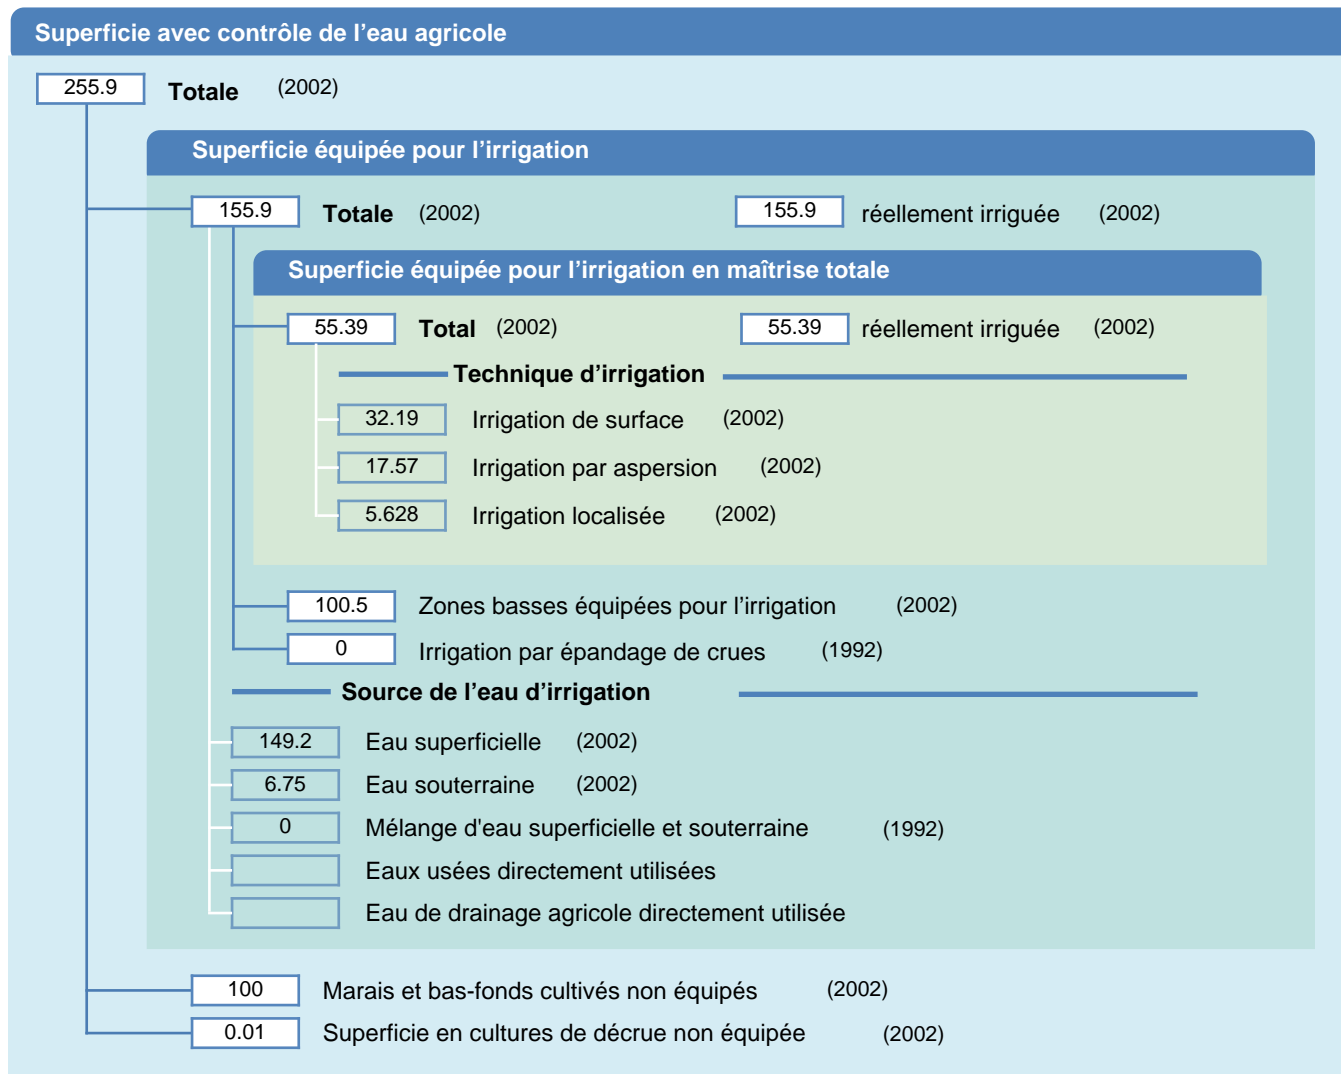 Superficie avec contrôle de l’eau agricole
255.9 Totale (2002)
Superficie équipée pour l’irrigation
155.9 Totale (2002) 155.9 réellement irriguée (2002)
Superficie équipée pour l’irrigation en maîtrise totale
55.39 Total (2002) 55.39 réellement irriguée (2002)
Technique d’irrigation
32.19 Irrigation de surface (2002)
17.57 Irrigation par aspersion (2002)
5.628 Irrigation localisée (2002)
100.5 Zones basses équipées pour l’irrigation (2002)
0 Irrigation par épandage de crues (1992)
Source de l’eau d’irrigation
149.2 Eau superficielle (2002)
6.75 Eau souterraine (2002)
0 Mélange d'eau superficielle et souterraine (1992)
Eaux usées directement utilisées
Eau de drainage agricole directement utilisée
100 Marais et bas-fonds cultivés non équipés (2002)
0.01 Superficie en cultures de décrue non équipée (2002)